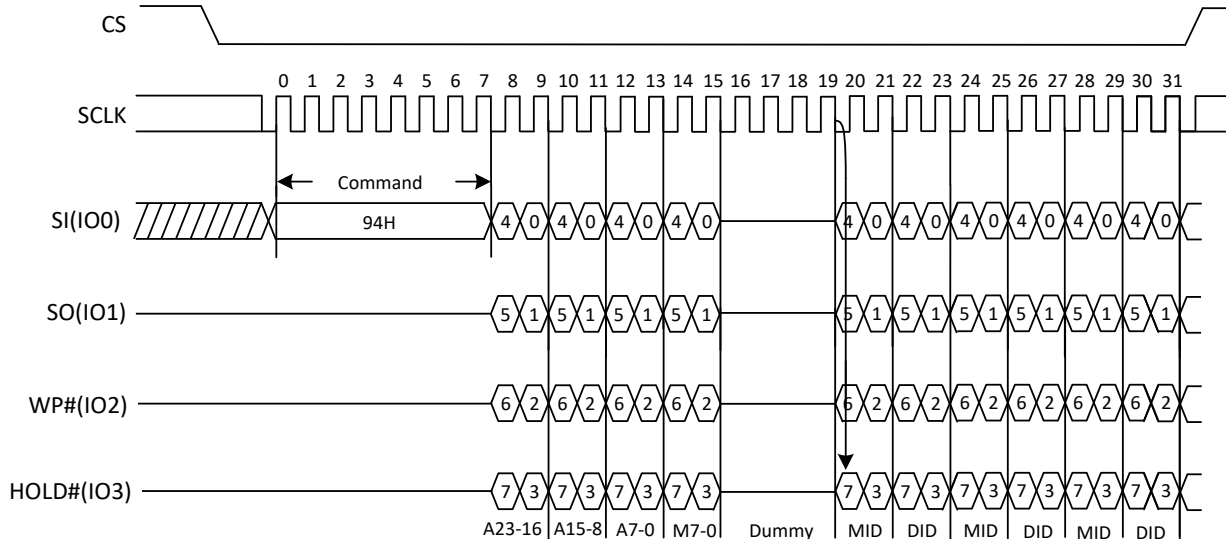 CS
0 1 2 3 4 5 6 7 8 9 10 11 12 13 14 15 16 17 18 19 20 21 22 23 24 25 26 27 28 29 30 31
SCLK
Command
SI(IO0) 94H 4 0 4 0 4 0 4 0 4 0 4 0 4 0 4 0 4 0 4 0
SO(IO1) 5 1 5 1 5 1 5 1 5 1 5 1 5 1 5 1 5 1 5 1
WP#(IO2) 6 2 6 2 6 2 6 2 6 2 6 2 6 2 6 2 6 2 6 2
HOLD#(IO3) 7 3 7 3 7 3 7 3 7 3 7 3 7 3 7 3 7 3 7 3
A23-16 A15-8 A7-0 M7-0 Dummy MID DID MID DID MID DID